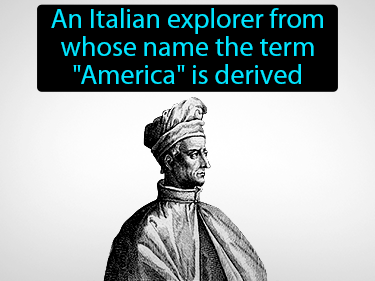 An Italian explorer from
whose name the term
"America" is derived